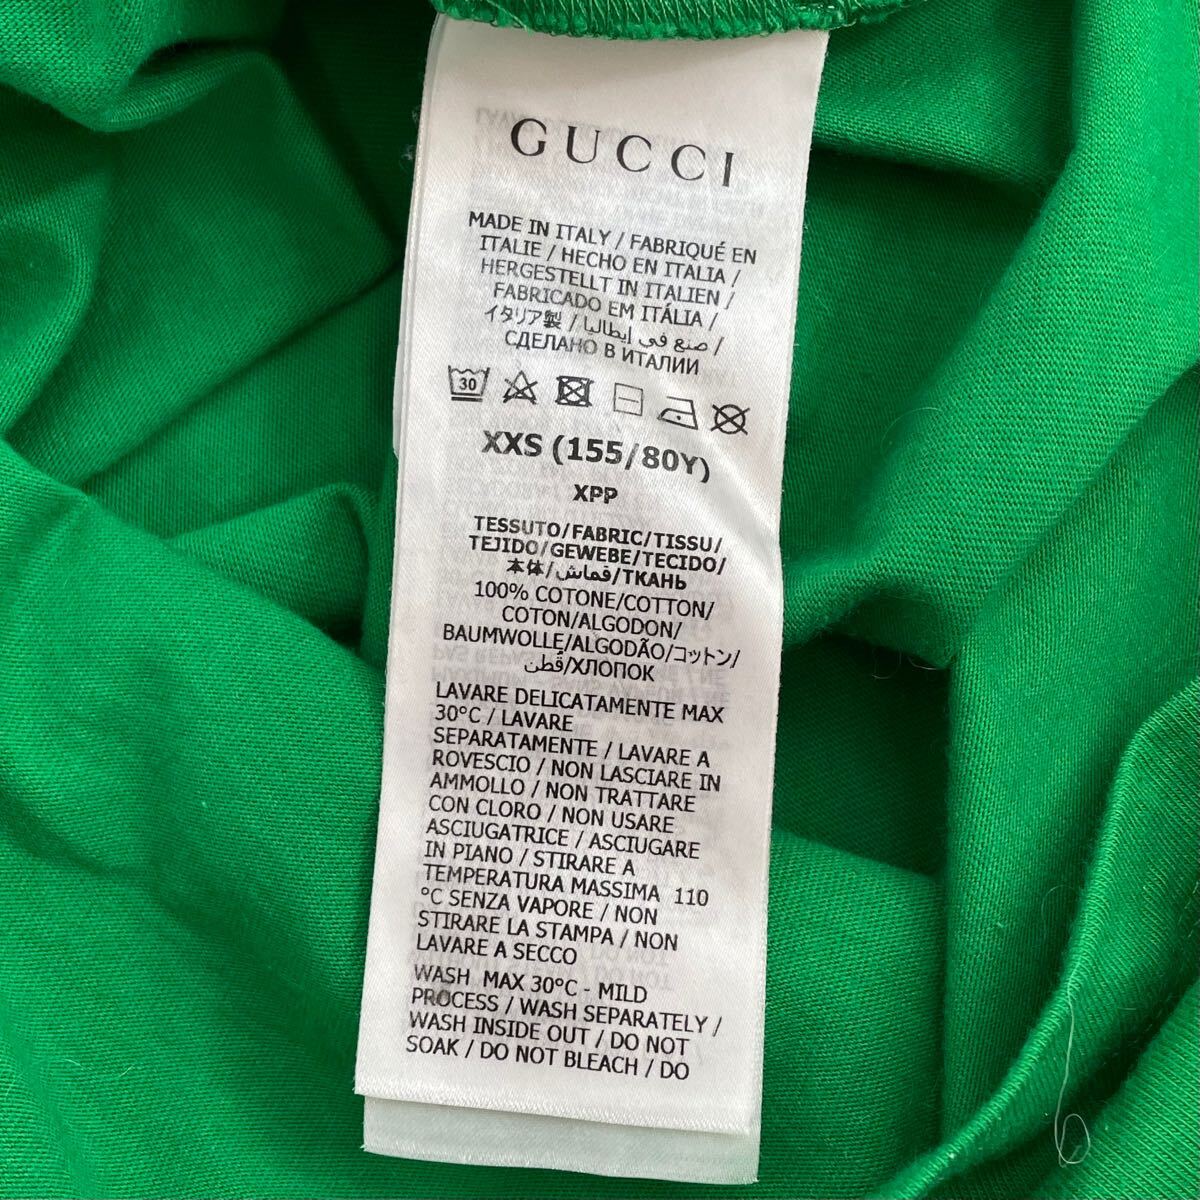 GUCCI
MADE IN ITALY / FABRIQUÉ EN
ITALIE / HECHO EN ITALIA /
HERGESTELLT IN ITALIEN /
FABRICADO EM ITÁLIA /
イタリア製 / صنع في إيطاليا /
СДЕЛАНО В ИТАЛИИ
30
XXS (155/80Y)
XPP
TESSUTO/FABRIC/TISSU/
TEJIDO/GEWEBE/TECIDO/
本体/قماش/ТКАНЬ
100% COTONE/COTTON/
COTON/ALGODON/
BAUMWOLLE/ALGODÃO/コットン/
قطن/ХЛОПОК
LAVARE DELICATAMENTE MAX
30°C / LAVARE
SEPARATAMENTE / LAVARE A
ROVESCIO / NON LASCIARE IN
AMMOLLO / NON TRATTARE
CON CLORO / NON USARE
ASCIUGATRICE / ASCIUGARE
IN PIANO / STIRARE A
TEMPERATURA MASSIMA 110
°C SENZA VAPORE / NON
STIRARE LA STAMPA / NON
LAVARE A SECCO
WASH MAX 30°C - MILD
PROCESS / WASH SEPARATELY /
WASH INSIDE OUT / DO NOT
SOAK / DO NOT BLEACH / DO